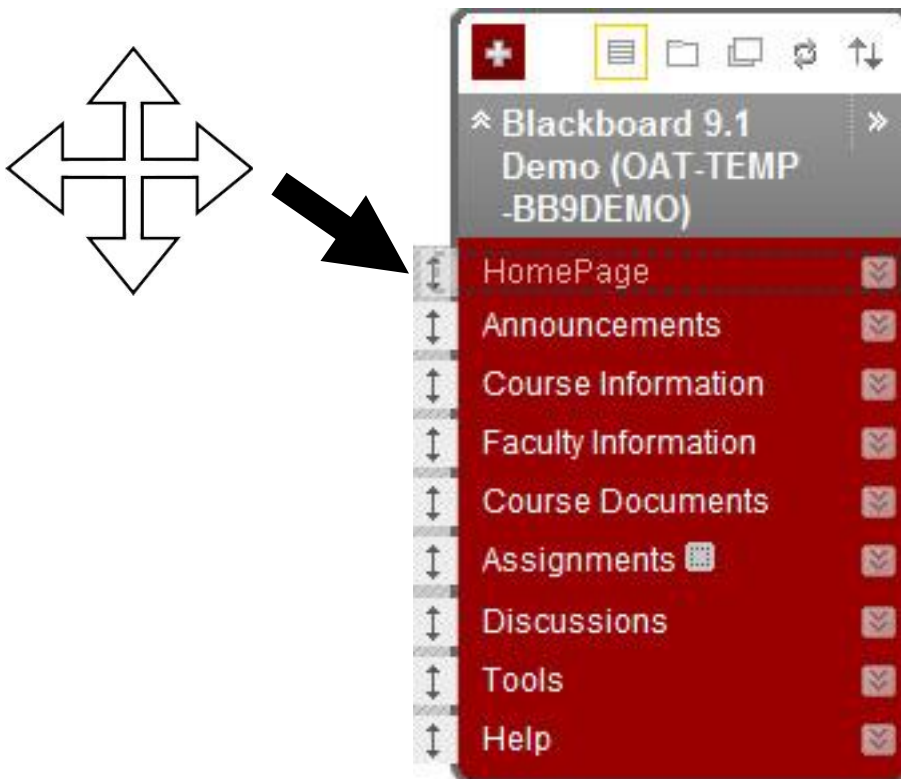 Blackboard 9.1
Demo (OAT-TEMP
-BB9DEMO)
HomePage
Announcements
Course Information
Faculty Information
Course Documents
Assignments
Discussions
Tools
Help